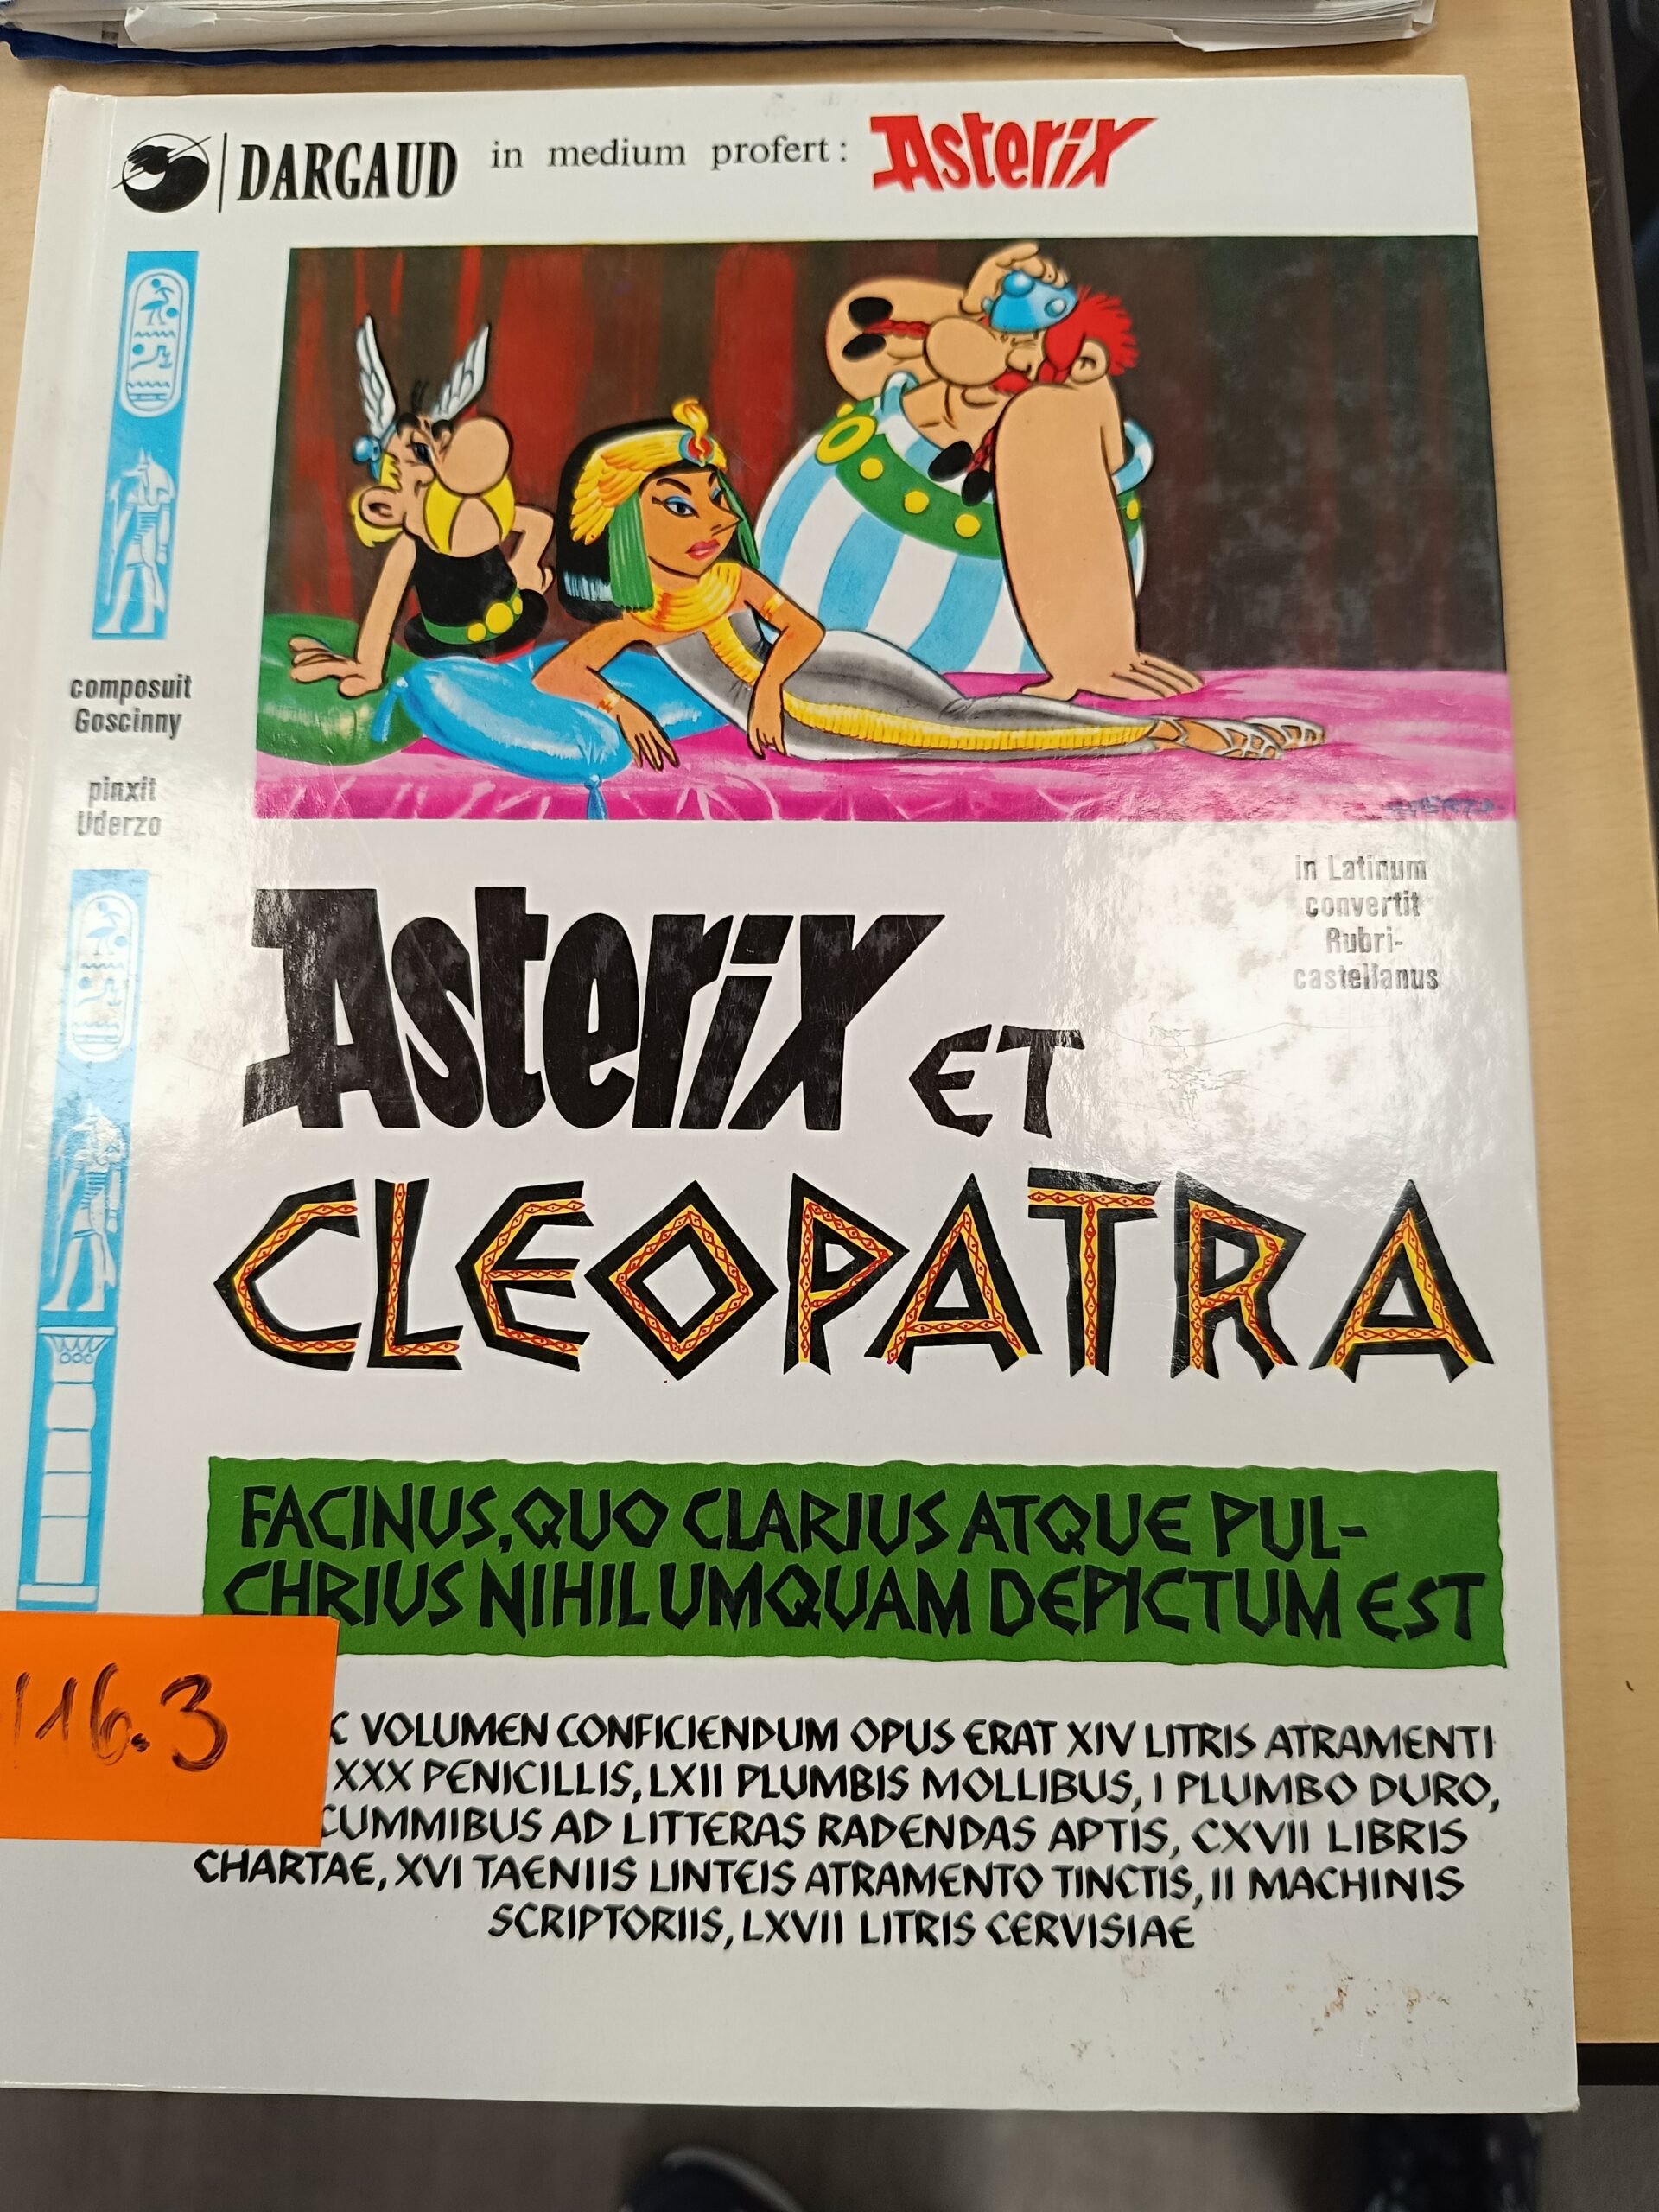 DARGAUD in medium profert: Asterix
composuit
Goscinny
pinxit
Uderzo
UDERZO
in Latinum
convertit
Rubri-
castellanus
Asterix ET
CLEOPATRA
FACINUS, QUO CLARIUS ATQUE PUL-
CHRIUS NIHIL UMQUAM DEPICTUM EST
116.3
VOLUMEN CONFICIENDUM OPUS ERAT XIV LITRIS ATRAMENTI
XXX PENICILLIS, LXII PLUMBIS MOLLIBUS, I PLUMBO DURO,
CUMMIBUS AD LITTERAS RADENDAS APTIS, CXVII LIBRIS
CHARTAE, XVI TAENIIS LINTEIS ATRAMENTO TINCTIS, II MACHINIS
SCRIPTORIIS, LXVII LITRIS CERVISIAE